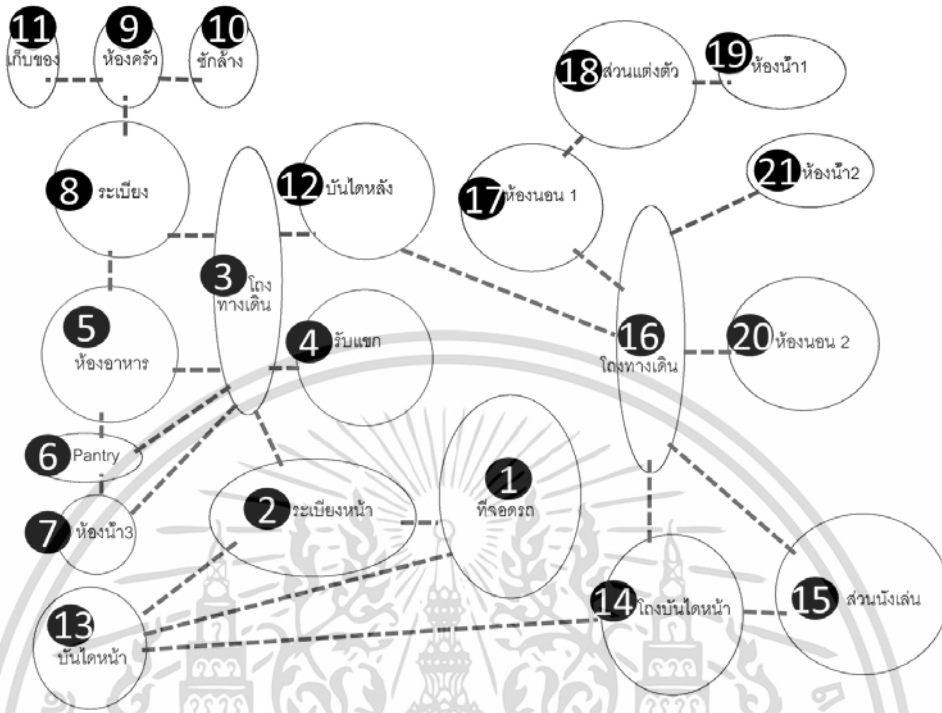 11
เก็บของ
9
ห้องครัว
10
ซักล้าง
18
ส่วนแต่งตัว
19
ห้องน้ำ1
8
ระเบียง
12
บันไดหลัง
17
ห้องนอน 1
21
ห้องน้ำ2
3
โถง
ทางเดิน
5
ห้องอาหาร
4
รับแขก
16
โถงทางเดิน
20
ห้องนอน 2
6
Pantry
7
ห้องน้ำ3
2
ระเบียงหน้า
1
ที่จอดรถ
13
บันไดหน้า
14
โถงบันไดหน้า
15
ส่วนนั่งเล่น